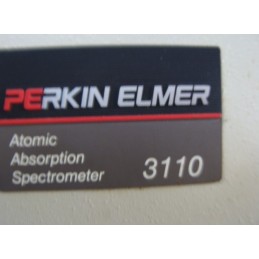 PERKIN ELMER
Atomic
Absorption
Spectrometer 3110